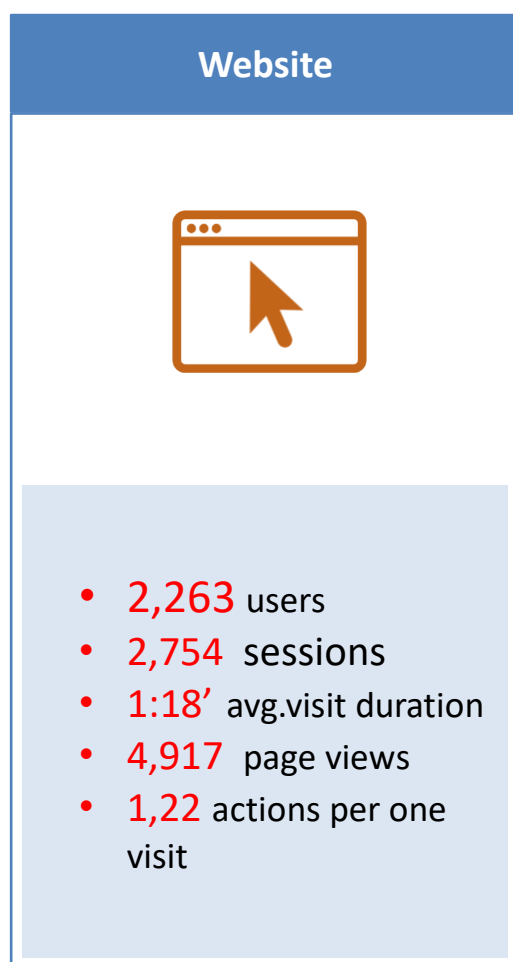 Website
• 2,263 users
• 2,754 sessions
• 1:18’ avg.visit duration
• 4,917 page views
• 1,22 actions per one
visit